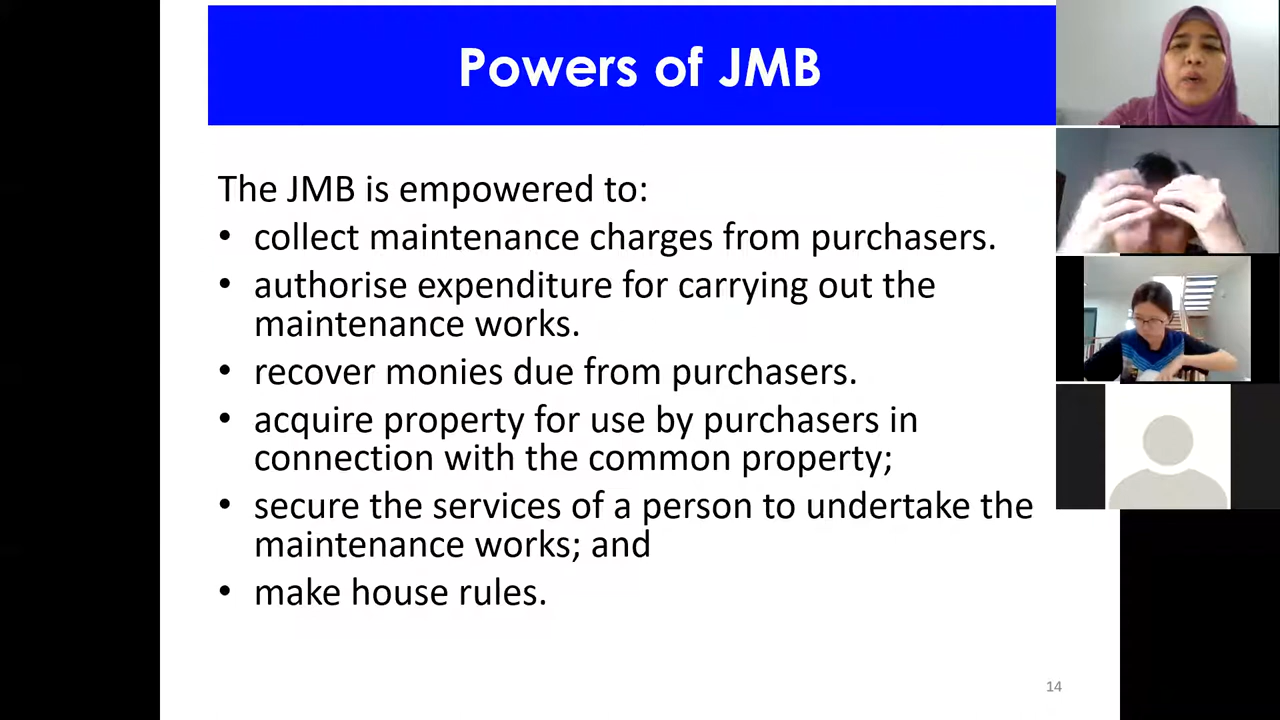 Powers of JMB
The JMB is empowered to:
• collect maintenance charges from purchasers.
• authorise expenditure for carrying out the
maintenance works.
• recover monies due from purchasers.
• acquire property for use by purchasers in
connection with the common property;
• secure the services of a person to undertake the
maintenance works; and
• make house rules.
14